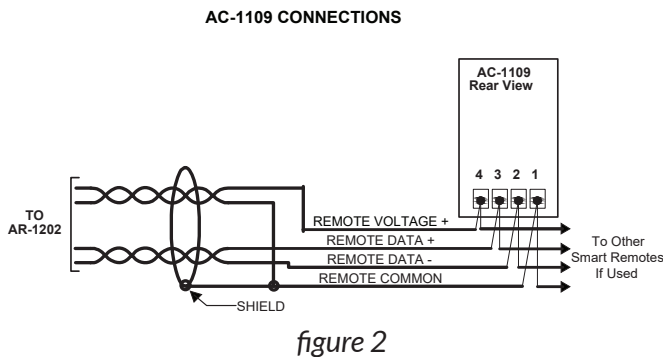 AC-1109 CONNECTIONS
AC-1109
Rear View
4 3 2 1
TO
AR-1202
REMOTE VOLTAGE +
REMOTE DATA +
REMOTE DATA -
REMOTE COMMON
SHIELD
To Other
Smart Remotes
If Used
figure 2